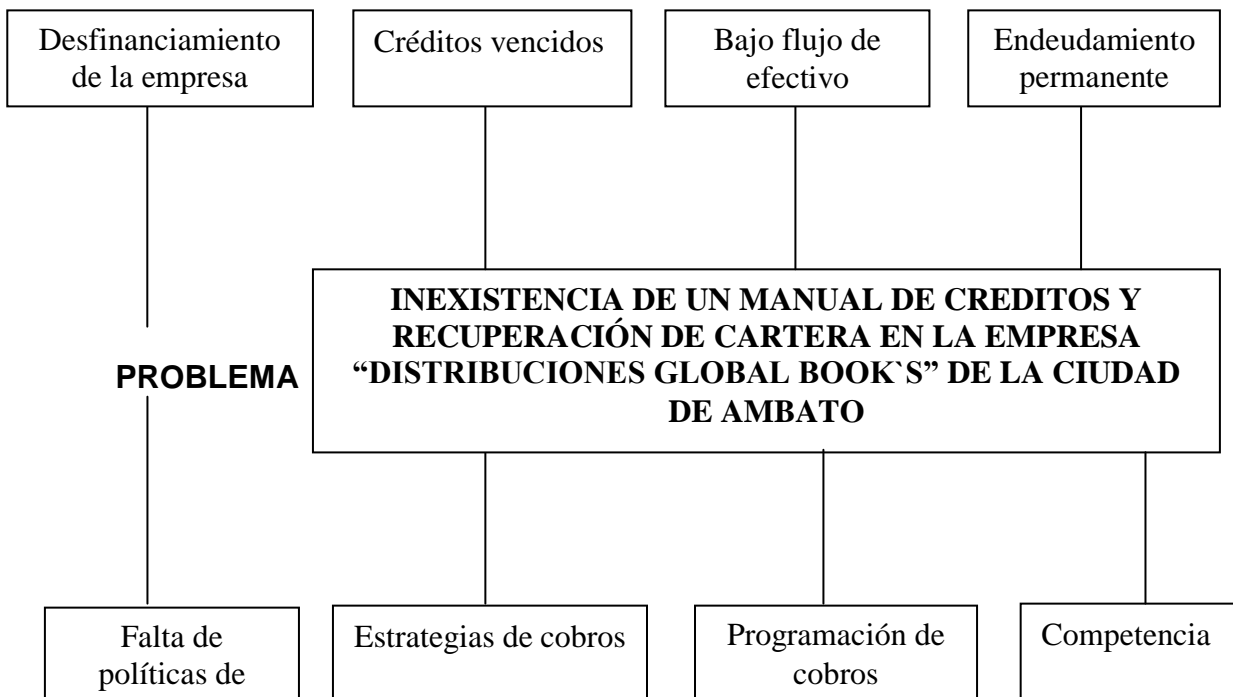 Desfinanciamiento
de la empresa
Créditos vencidos
Bajo flujo de
efectivo
Endeudamiento
permanente
PROBLEMA
INEXISTENCIA DE UN MANUAL DE CREDITOS Y
RECUPERACIÓN DE CARTERA EN LA EMPRESA
“DISTRIBUCIONES GLOBAL BOOK`S” DE LA CIUDAD
DE AMBATO
Falta de
políticas de
Estrategias de cobros
Programación de
cobros
Competencia